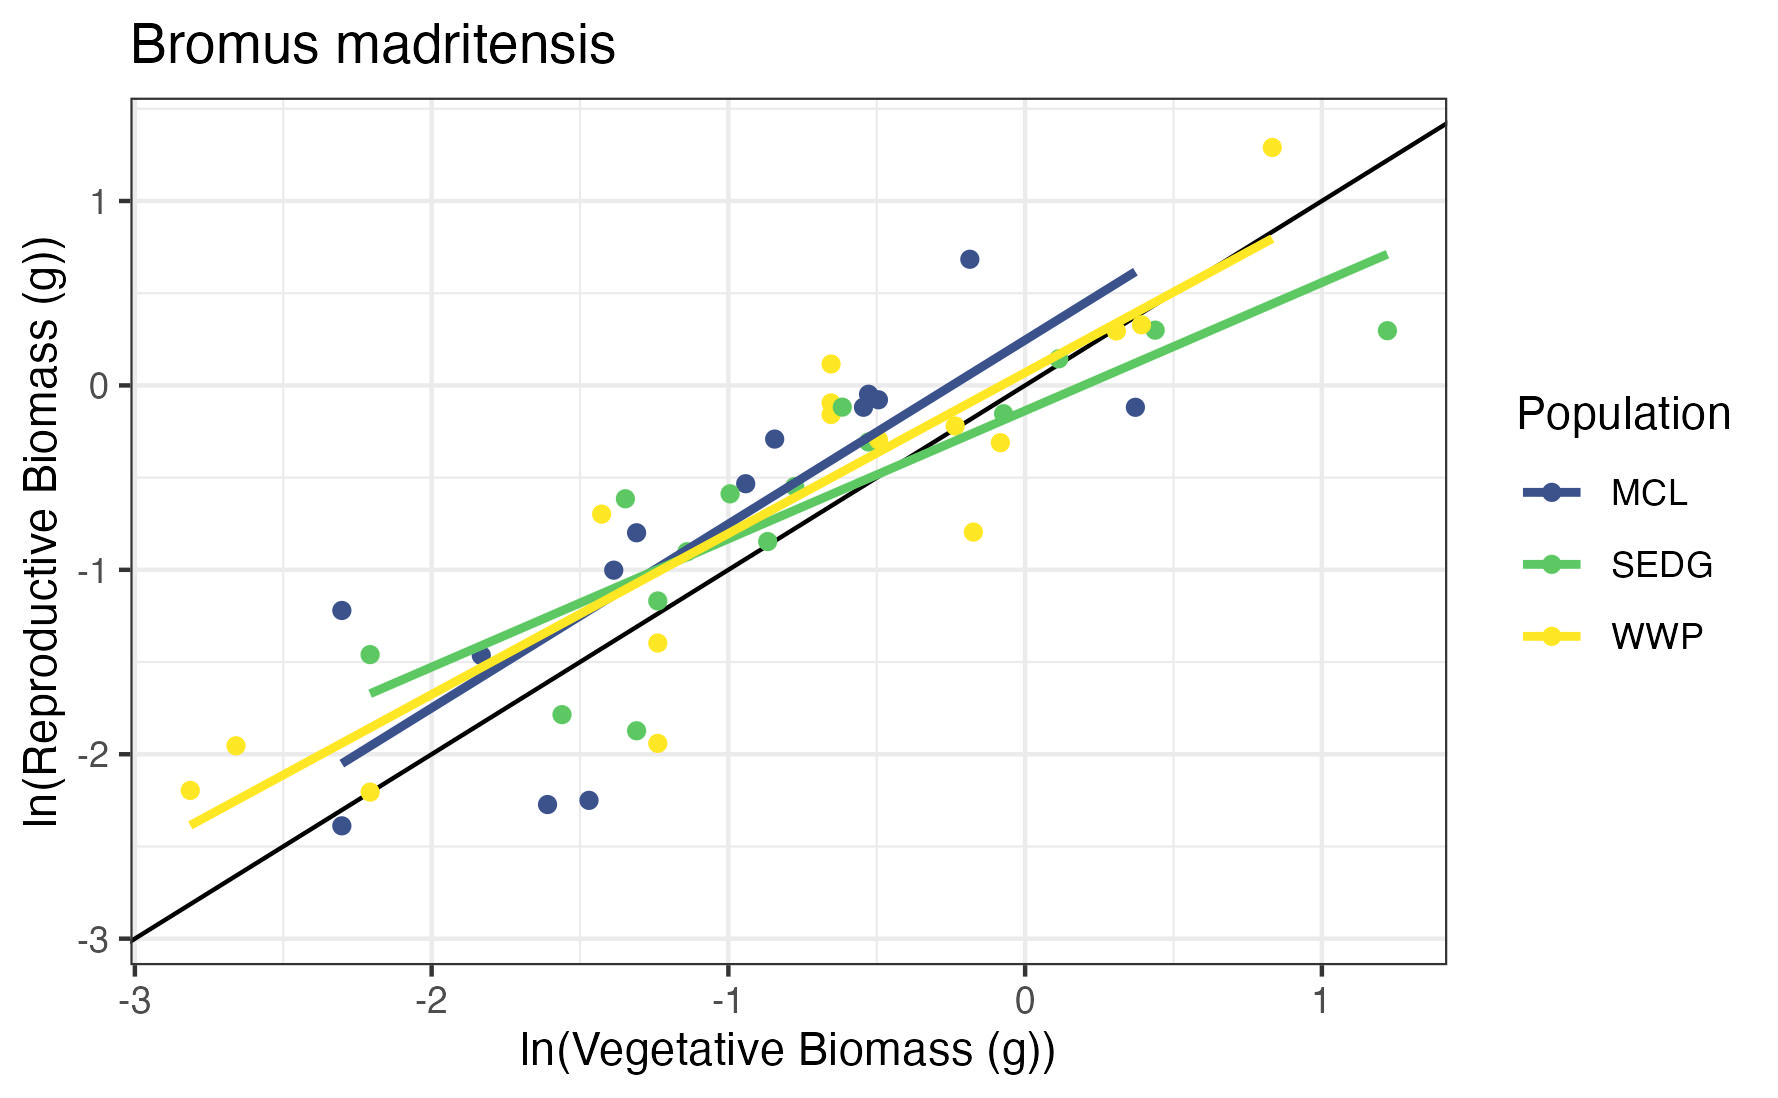 Bromus madritensis
ln(Reproductive Biomass (g))
1
0
-1
-2
-3
-3 -2 -1 0 1
ln(Vegetative Biomass (g))
Population
MCL
SEDG
WWP